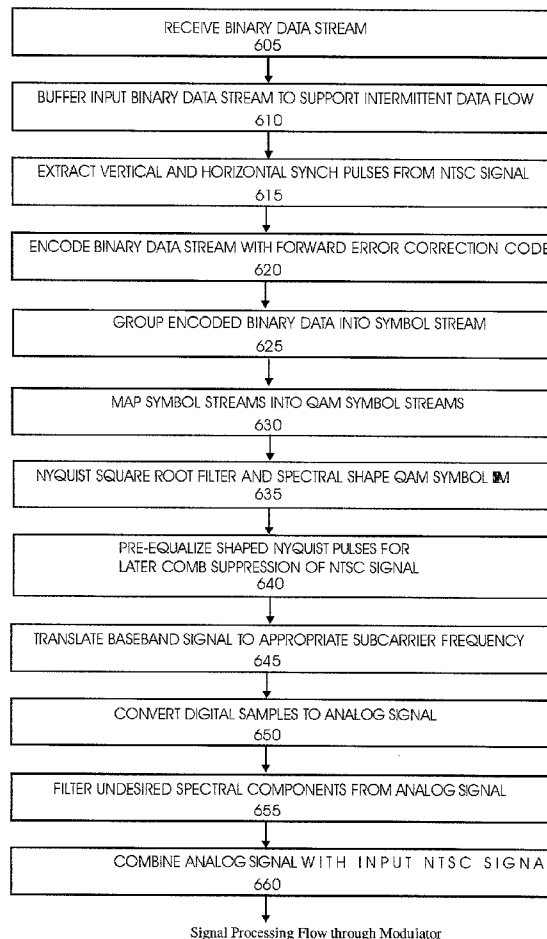 RECEIVE BINARY DATA STREAM
605
BUFFER INPUT BINARY DATA STREAM TO SUPPORT INTERMITTENT DATA FLOW
610
EXTRACT VERTICAL AND HORIZONTAL SYNCH PULSES FROM NTSC SIGNAL
615
ENCODE BINARY DATA STREAM WITH FORWARD ERROR CORRECTION CODE
620
GROUP ENCODED BINARY DATA INTO SYMBOL STREAM
625
MAP SYMBOL STREAMS INTO QAM SYMBOL STREAMS
630
NYQUIST SQUARE ROOT FILTER AND SPECTRAL SHAPE QAM SYMBOL
635
PRE-EQUALIZE SHAPED NYQUIST PULSES FOR
LATER COMB SUPPRESSION OF NTSC SIGNAL
640
TRANSLATE BASEBAND SIGNAL TO APPROPRIATE SUBCARRIER FREQUENCY
645
CONVERT DIGITAL SAMPLES TO ANALOG SIGNAL
650
FILTER UNDESIRED SPECTRAL COMPONENTS FROM ANALOG SIGNAL
655
COMBINE ANALOG SIGNAL WITH INPUT NTSC SIGNA
660
Signal Processing Flow through Modulator